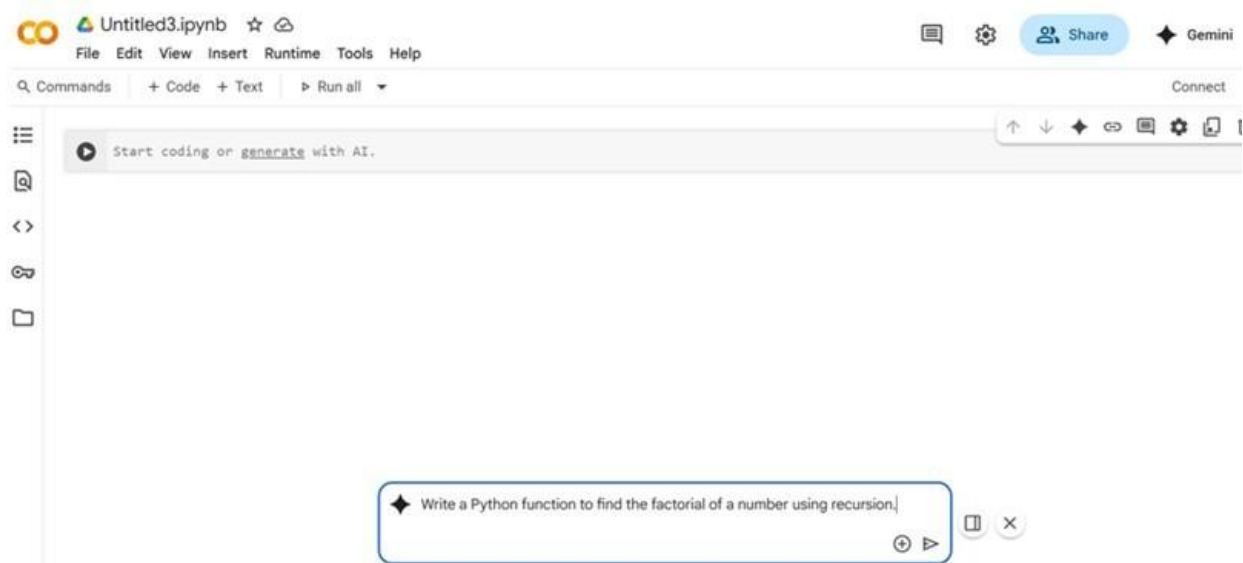 CO
Untitled3.ipynb
File Edit View Insert Runtime Tools Help
Share
Gemini
Commands + Code + Text Run all
Connect
Start coding or generate with AI.
Write a Python function to find the factorial of a number using recursion.